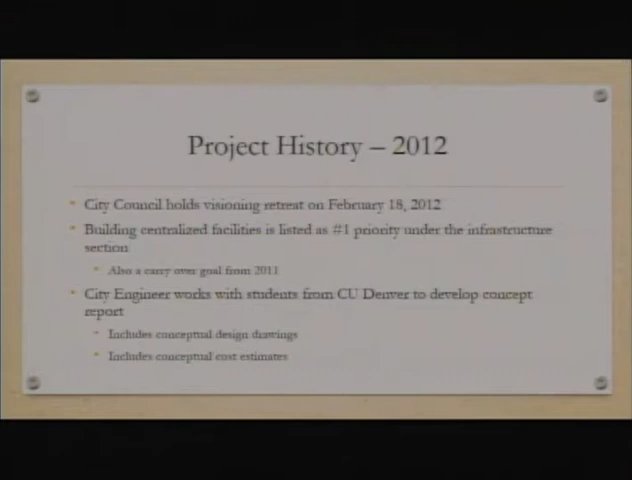 Project History – 2012
• City Council holds visioning retreat on February 18, 2012
• Building centralized facilities is listed as #1 priority under the infrastructure
section
• Also a carry over goal from 2011
• City Engineer works with students from CU Denver to develop concept
report
• Includes conceptual design drawings
• Includes conceptual cost estimates